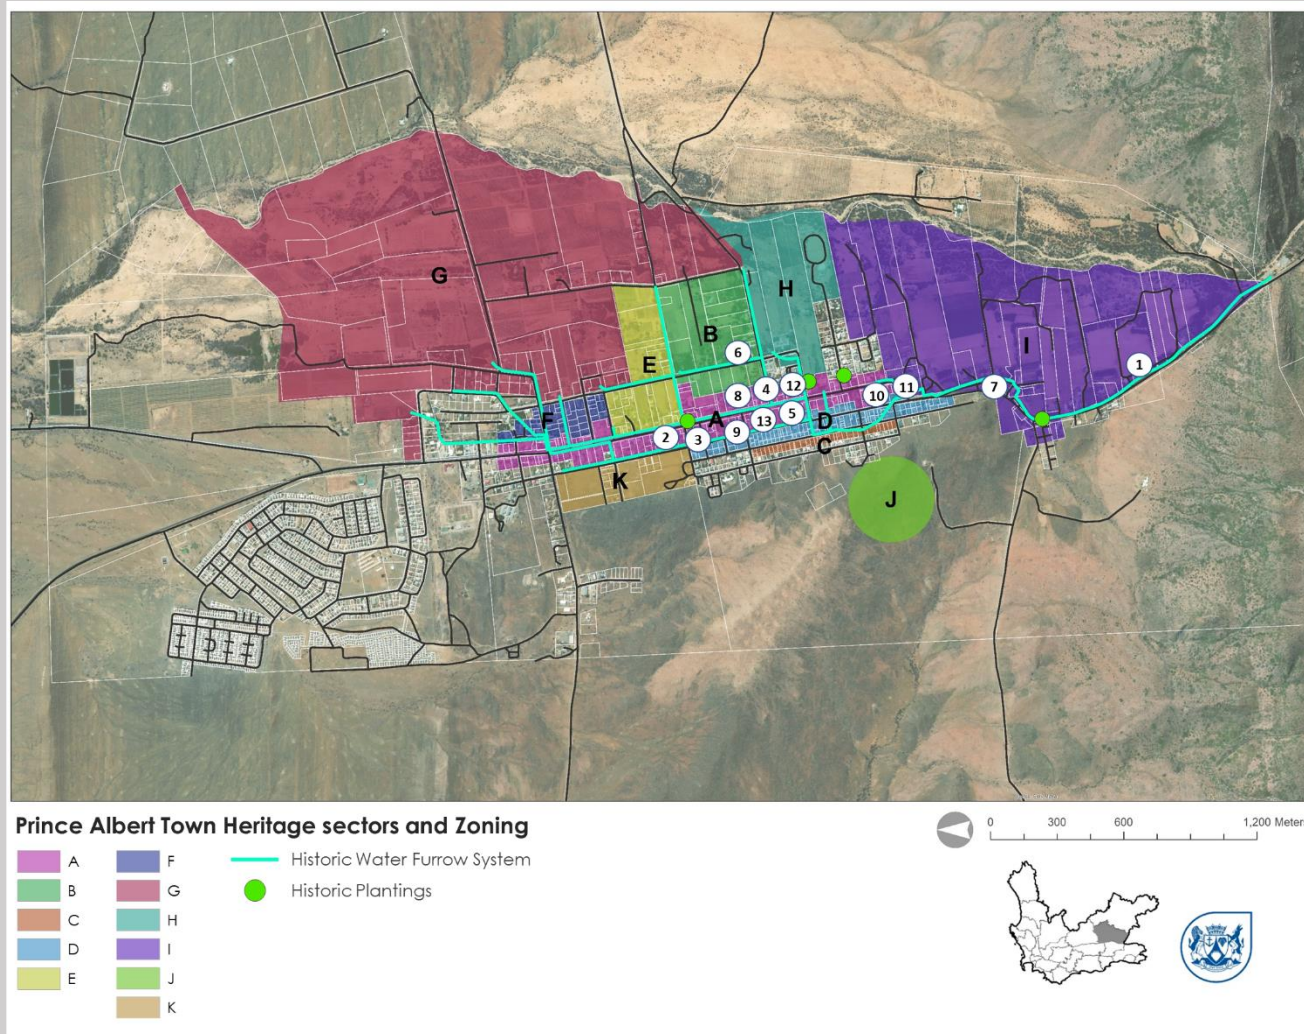 G
H
B
E
I
6
1
8
4
12
10
11
7
F
A
D
2
3
9
13
5
C
K
J
Prince Albert Town Heritage sectors and Zoning
A
B
C
D
E
F
G
H
I
J
K
Historic Water Furrow System
Historic Plantings
0 300 600 1,200 Meters